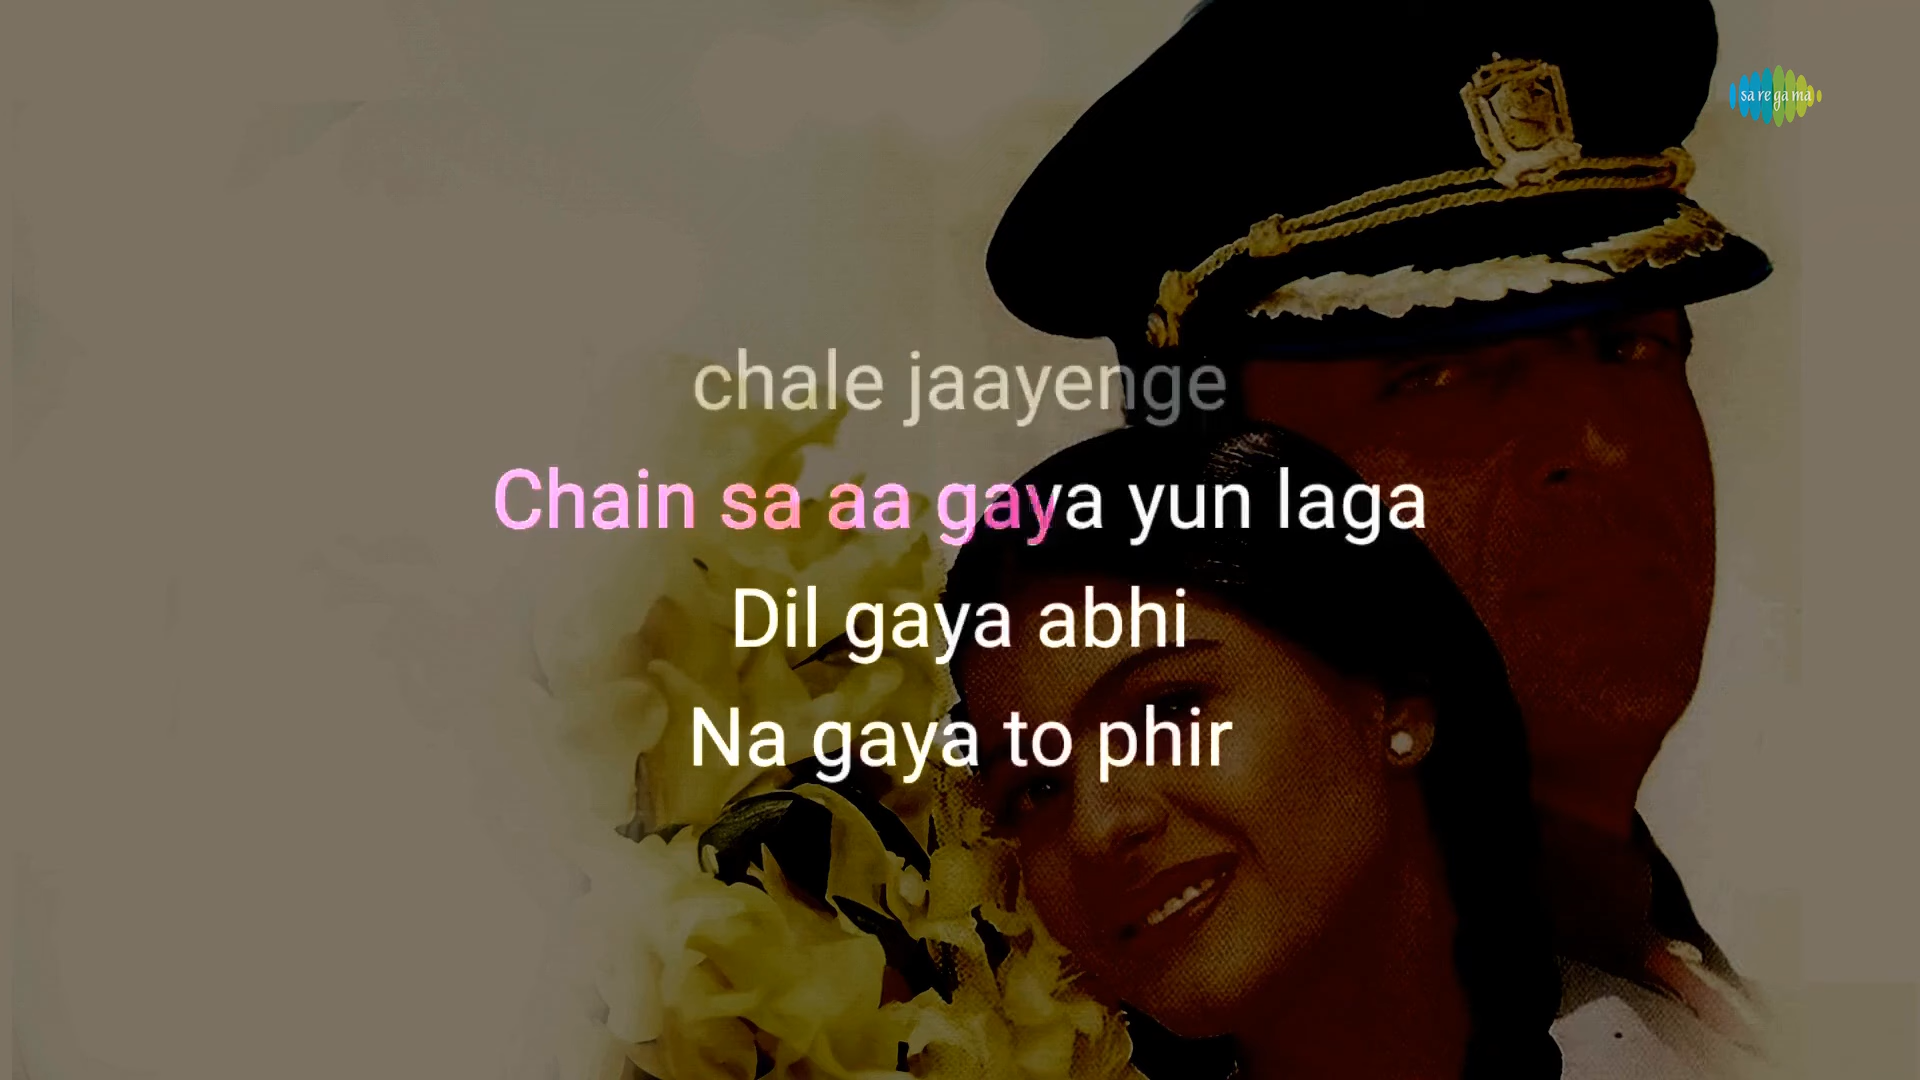 sa re ga ma
chale jaayenge
Chain sa aa gaya yun laga
Dil gaya abhi
Na gaya to phir